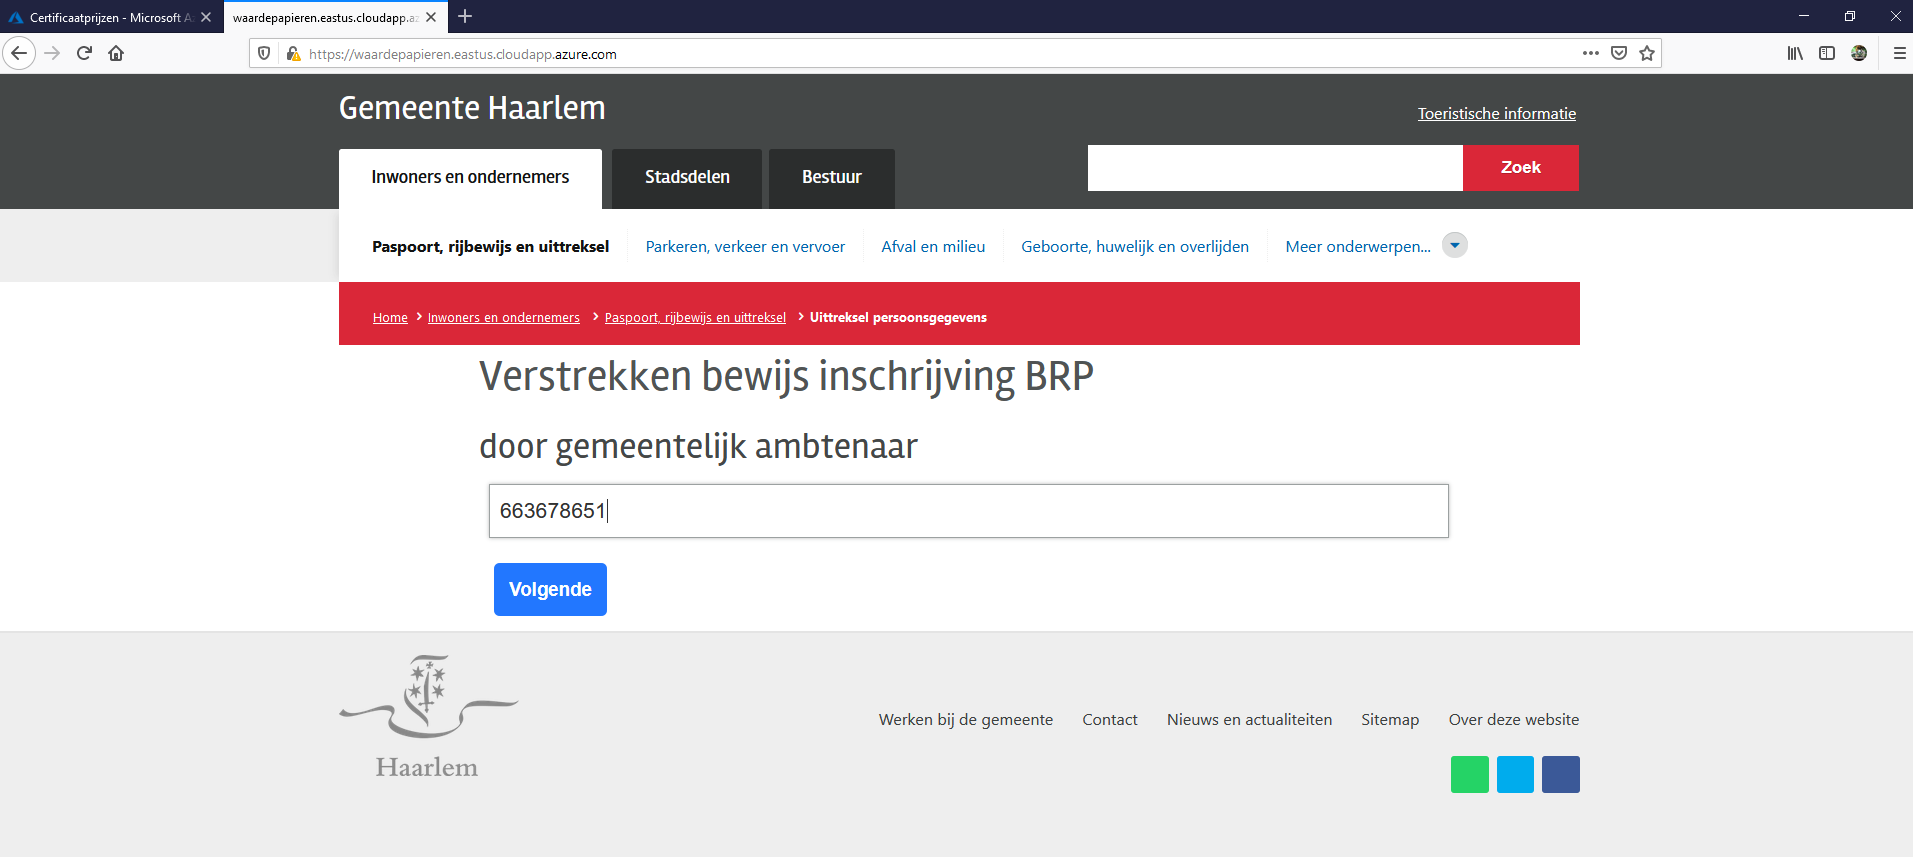 Certificaatprijzen - Microsoft A
waardepapieren.eastus.cloudapp.az
https://waardepapieren.eastus.cloudapp.azure.com
Gemeente Haarlem
Toeristische informatie
Inwoners en ondernemers
Stadsdelen
Bestuur
Zoek
Paspoort, rijbewijs en uittreksel
Parkeren, verkeer en vervoer
Afval en milieu
Geboorte, huwelijk en overlijden
Meer onderwerpen...
Home > Inwoners en ondernemers > Paspoort, rijbewijs en uittreksel > Uittreksel persoonsgegevens
Verstrekken bewijs inschrijving BRP
door gemeentelijk ambtenaar
663678651
Volgende
Haarlem
Werken bij de gemeente
Contact
Nieuws en actualiteiten
Sitemap
Over deze website